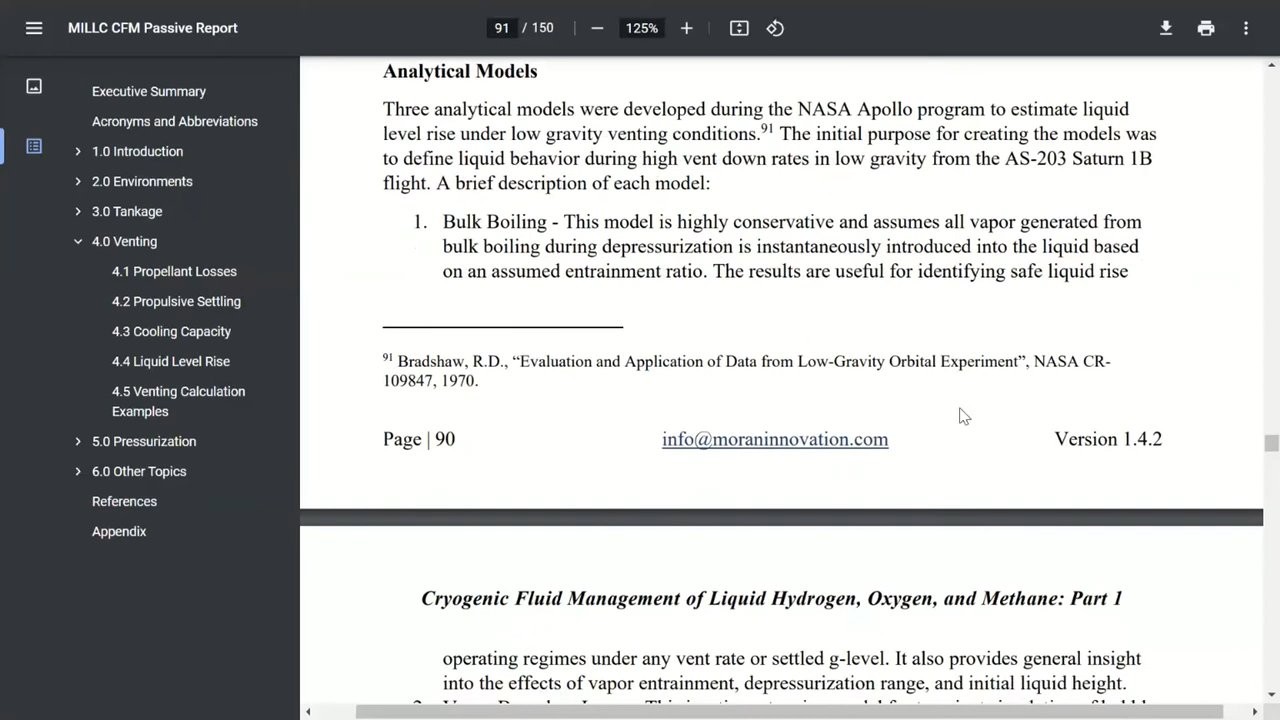 MILLC CFM Passive Report
91 / 150
125%
Executive Summary
Acronyms and Abbreviations
1.0 Introduction
2.0 Environments
3.0 Tankage
4.0 Venting
4.1 Propellant Losses
4.2 Propulsive Settling
4.3 Cooling Capacity
4.4 Liquid Level Rise
4.5 Venting Calculation
Examples
5.0 Pressurization
6.0 Other Topics
References
Appendix
Analytical Models
Three analytical models were developed during the NASA Apollo program to estimate liquid
level rise under low gravity venting conditions.91 The initial purpose for creating the models was
to define liquid behavior during high vent down rates in low gravity from the AS-203 Saturn 1B
flight. A brief description of each model:
1. Bulk Boiling - This model is highly conservative and assumes all vapor generated from
bulk boiling during depressurization is instantaneously introduced into the liquid based
on an assumed entrainment ratio. The results are useful for identifying safe liquid rise
91 Bradshaw, R.D., “Evaluation and Application of Data from Low-Gravity Orbital Experiment”, NASA CR-
109847, 1970.
Page | 90 info@moraninnovation.com Version 1.4.2
Cryogenic Fluid Management of Liquid Hydrogen, Oxygen, and Methane: Part 1
operating regimes under any vent rate or settled g-level. It also provides general insight
into the effects of vapor entrainment, depressurization range, and initial liquid height.